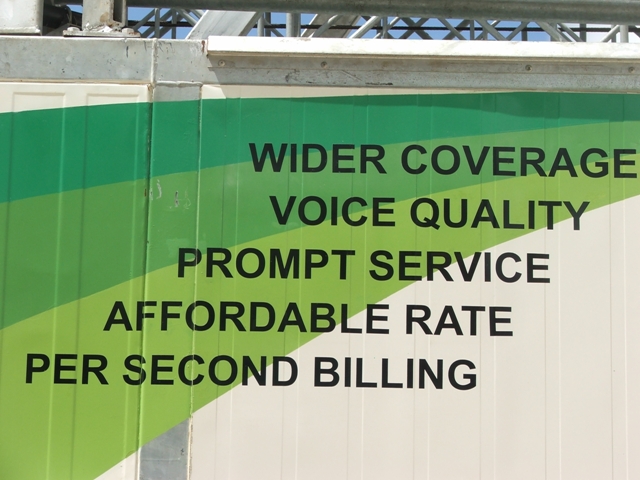 WIDER COVERAGE
VOICE QUALITY
PROMPT SERVICE
AFFORDABLE RATE
PER SECOND BILLING